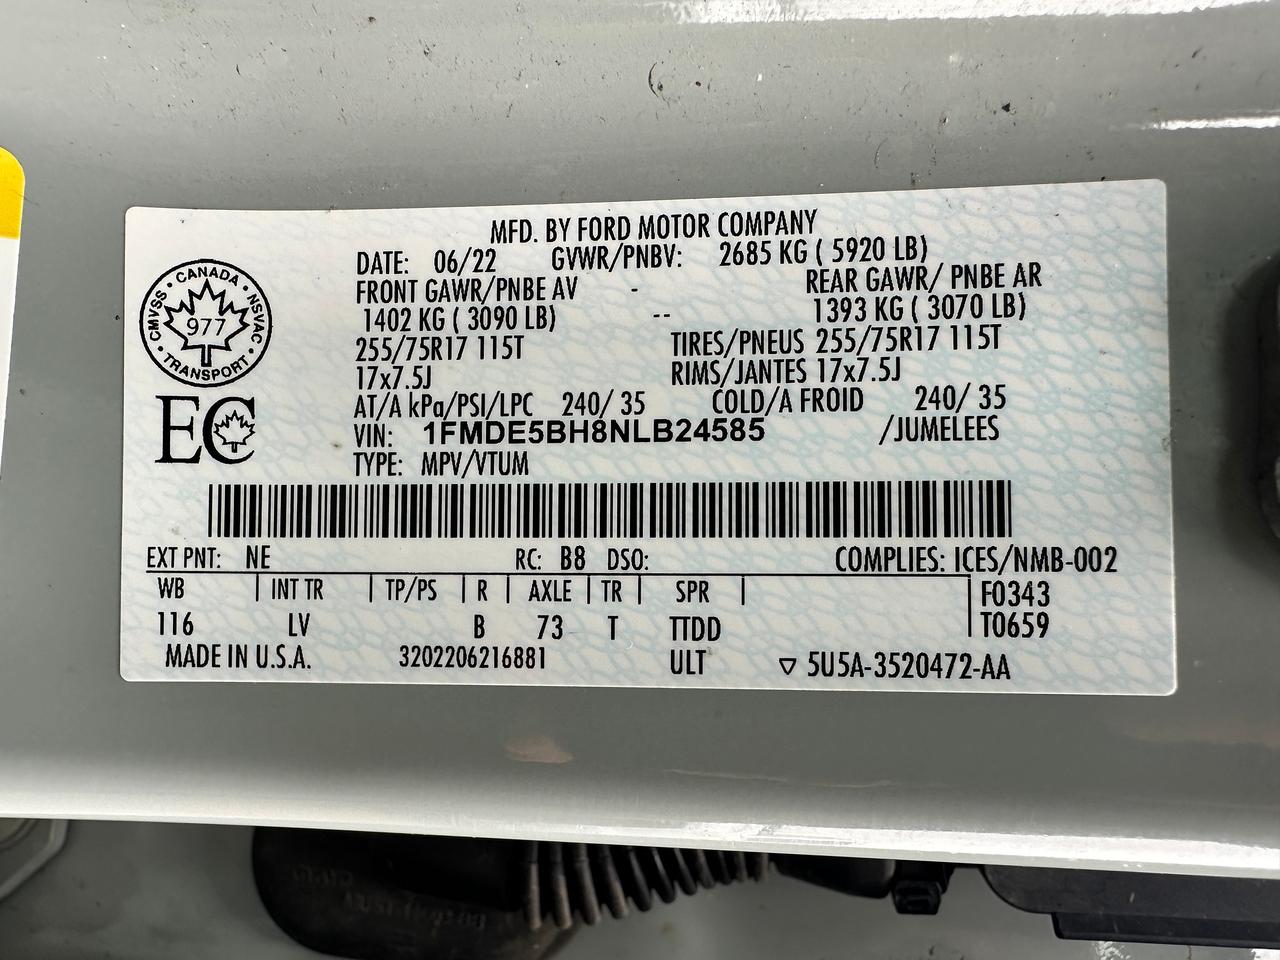 MFD. BY FORD MOTOR COMPANY
DATE: 06/22 GVWR/PNBV: 2685 KG ( 5920 LB)
FRONT GAWR/PNBE AV - REAR GAWR/ PNBE AR
1402 KG ( 3090 LB) -- 1393 KG ( 3070 LB)
255/75R17 115T TIRES/PNEUS 255/75R17 115T
17x7.5J RIMS/JANTES 17x7.5J
AT/A kPa/PSI/LPC 240/ 35 COLD/A FROID 240/ 35
VIN: 1FMDE5BH8NLB24585 /JUMELEES
TYPE: MPV/VTUM
CANADA • NSVAC • TRANSPORT • CMVSS •
977
EC
EXT PNT: NE RC: B8 DSO: COMPLIES: ICES/NMB-002
WB | INT TR | TP/PS | R | AXLE | TR | SPR | F0343
116 LV B 73 T TTDD T0659
MADE IN U.S.A. 3202206216881 ULT ▽ 5U5A-3520472-AA